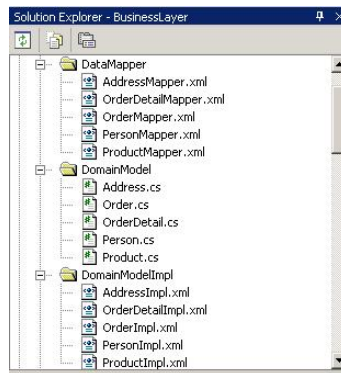 Solution Explorer - BusinessLayer
DataMapper
AddressMapper.xml
OrderDetailMapper.xml
OrderMapper.xml
PersonMapper.xml
ProductMapper.xml
DomainModel
Address.cs
Order.cs
OrderDetail.cs
Person.cs
Product.cs
DomainModelImpl
AddressImpl.xml
OrderDetailImpl.xml
OrderImpl.xml
PersonImpl.xml
ProductImpl.xml